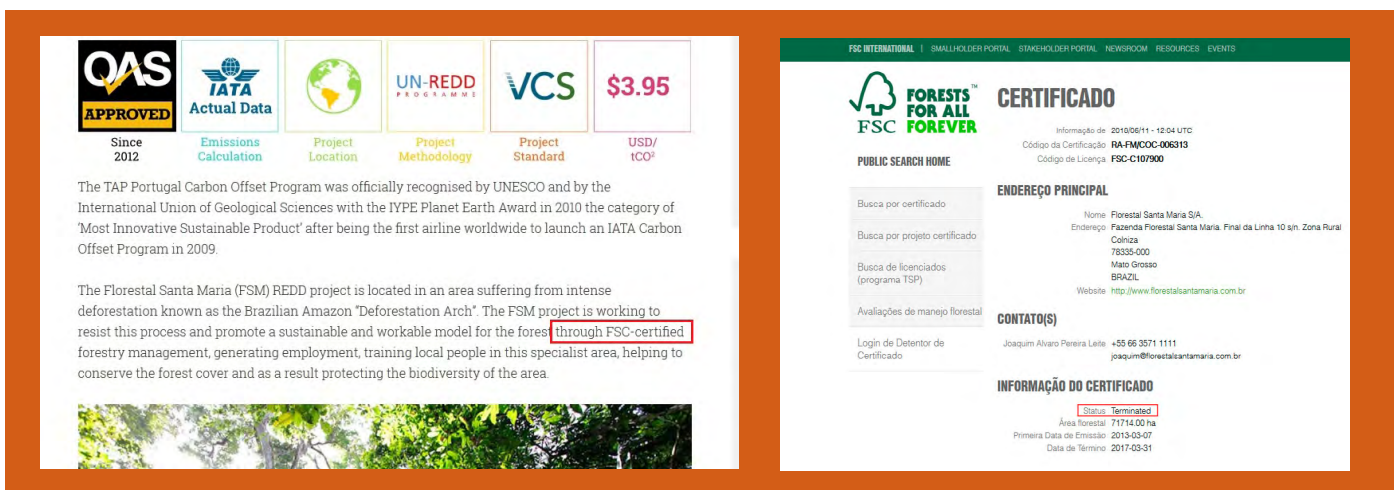 QAS
APPROVED
Since
2012
IATA
Actual Data
Emissions
Calculation
Project
Location
UN-REDD
PROGRAMME
Project
Methodology
VCS
Project
Standard
$3.95
USD/
tCO²
The TAP Portugal Carbon Offset Program was officially recognised by UNESCO and by the
International Union of Geological Sciences with the IYPE Planet Earth Award in 2010 the category of
'Most Innovative Sustainable Product' after being the first airline worldwide to launch an IATA Carbon
Offset Program in 2009.
The Florestal Santa Maria (FSM) REDD project is located in an area suffering from intense
deforestation known as the Brazilian Amazon "Deforestation Arch". The FSM project is working to
resist this process and promote a sustainable and workable model for the forest through FSC-certified
forestry management, generating employment, training local people in this specialist area, helping to
conserve the forest cover and as a result protecting the biodiversity of the area.
FSC INTERNATIONAL | SMALLHOLDER PORTAL STAKEHOLDER PORTAL NEWSROOM RESOURCES EVENTS
FSC
FORESTS™
FOR ALL
FOREVER
PUBLIC SEARCH HOME
Busca por certificado
Busca por projeto certificado
Busca de licenciados
(programa TSP)
Avaliações de manejo florestal
Login de Detentor de
Certificado
CERTIFICADO
Informação de 2018/06/11 - 12:04 UTC
Código da Certificação RA-FM/COC-006313
Código de Licença FSC-C107900
ENDEREÇO PRINCIPAL
Nome Florestal Santa Maria S/A.
Endereço Fazenda Florestal Santa Maria. Final da Linha 10 s/n. Zona Rural
Colniza
78335-000
Mato Grosso
BRAZIL
Website http://www.florestalsantamaria.com.br
CONTATO(S)
Joaquim Alvaro Pereira Leite +55 66 3571 1111
joaquim@florestalsantamaria.com.br
INFORMAÇÃO DO CERTIFICADO
Status Terminated
Área florestal 71714.00 ha
Primeira Data de Emissão 2013-03-07
Data de Término 2017-03-31